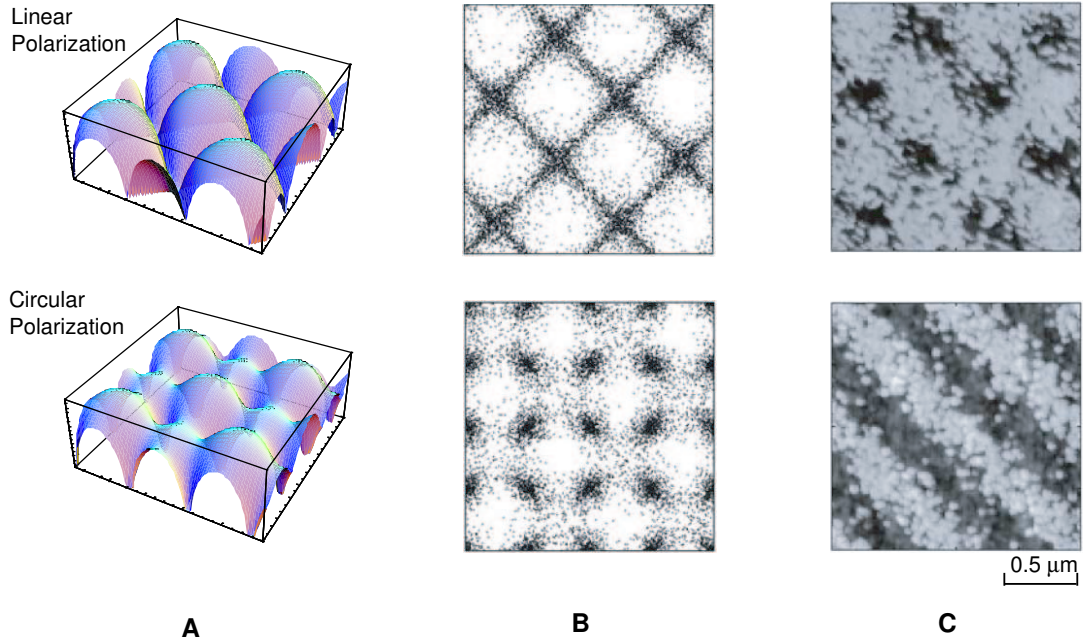 Linear
Polarization
Circular
Polarization
0.5 μm
A
B
C